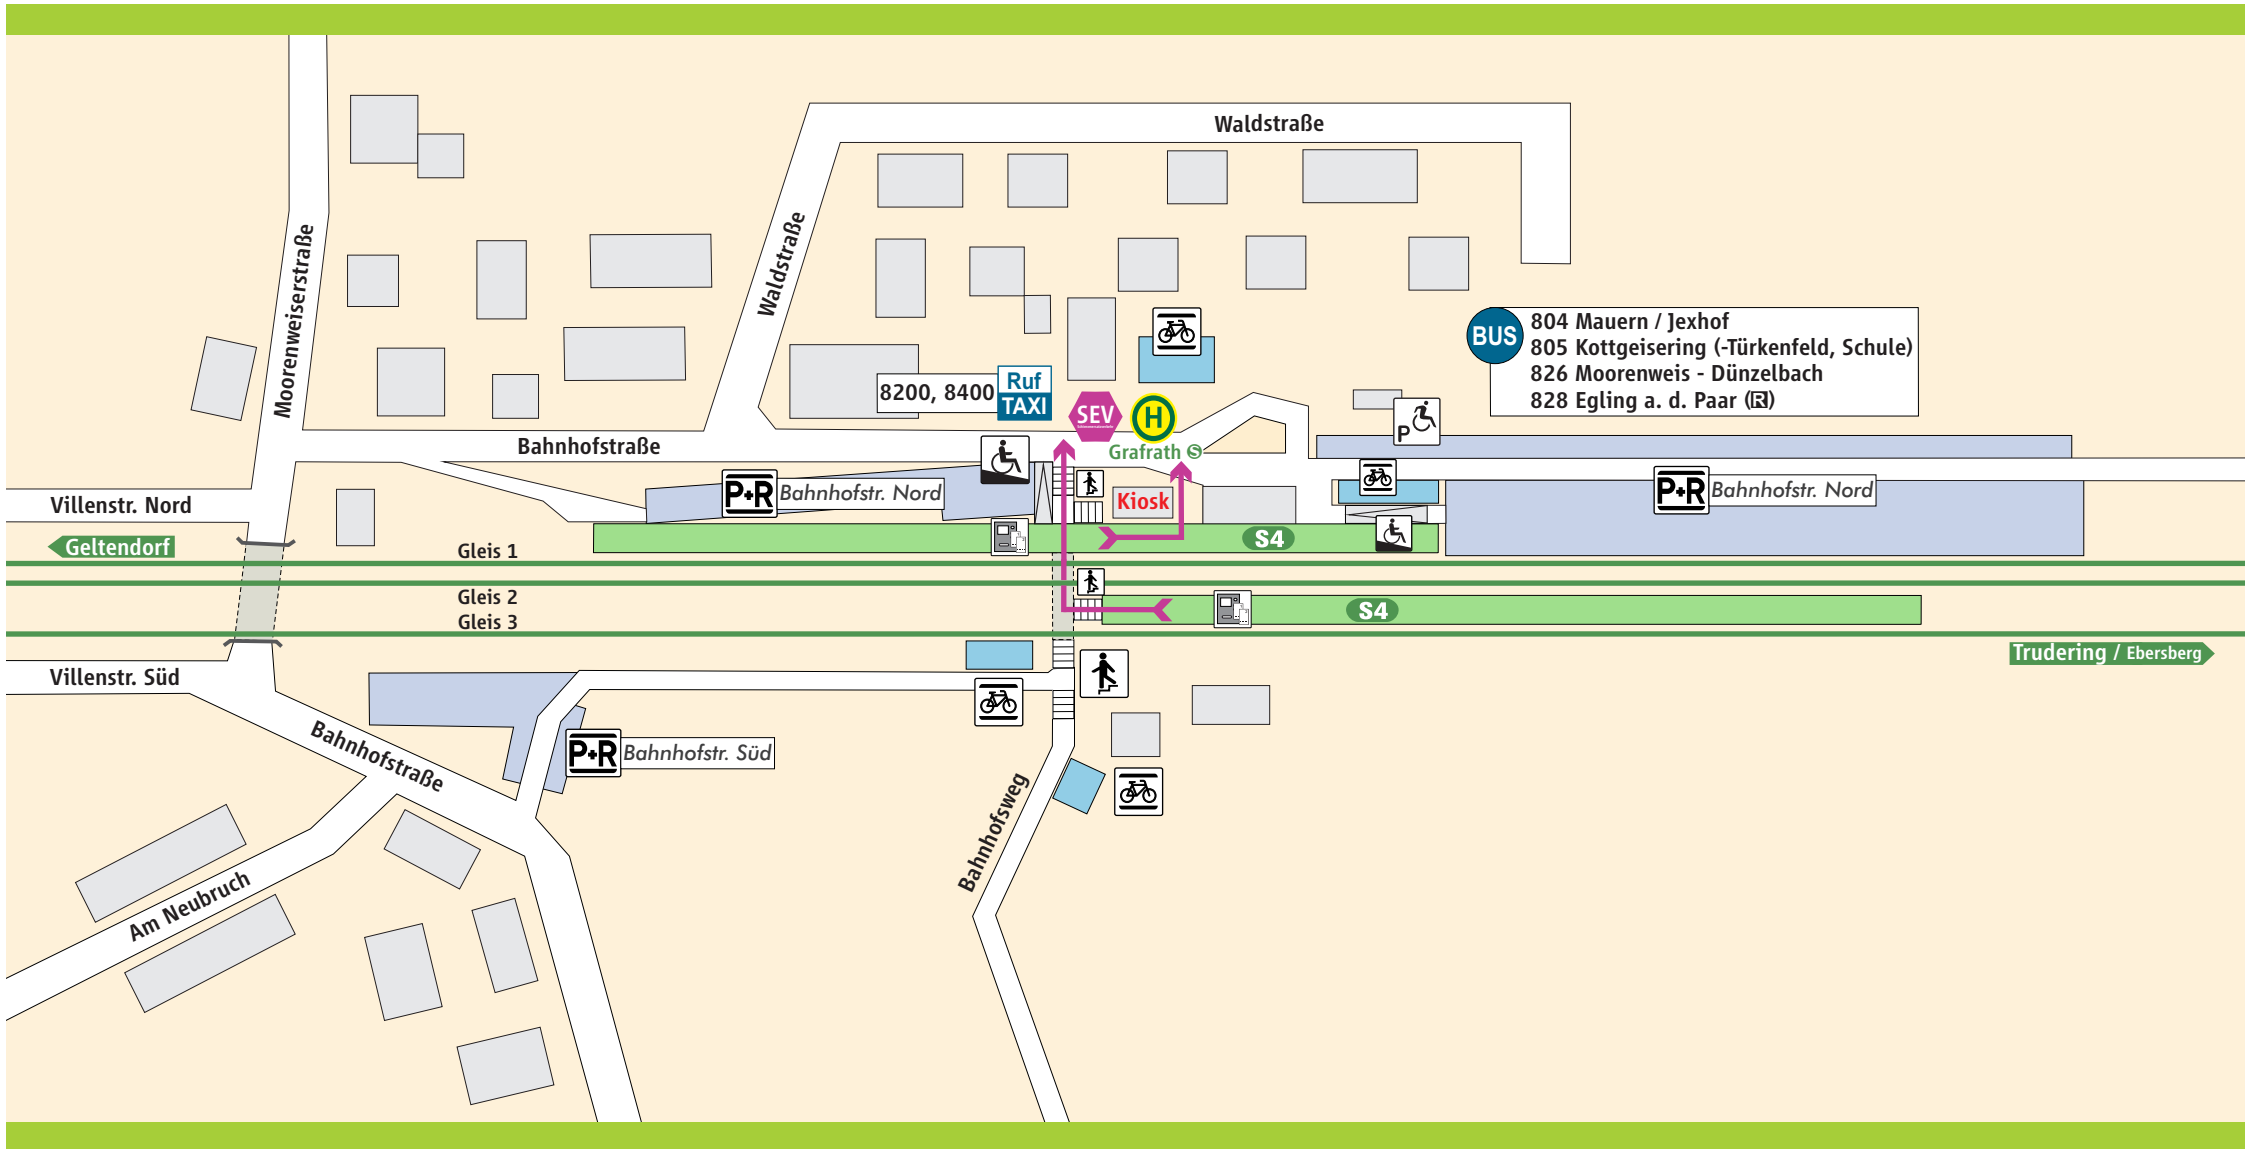 Waldstraße
Waldstraße
Moorenweiserstraße
BUS
804 Mauern / Jexhof
805 Kottgeisering (-Türkenfeld, Schule)
826 Moorenweis - Dünzelbach
828 Egling a. d. Paar (R)
8200, 8400
Ruf
TAXI
SEV
H
Grafrath S
P
Bahnhofstraße
P+R Bahnhofstr. Nord
Kiosk
P+R Bahnhofstr. Nord
Villenstr. Nord
Geltendorf
Gleis 1
S4
Gleis 2
S4
Gleis 3
Trudering / Ebersberg
Villenstr. Süd
Bahnhofstraße
P+R Bahnhofstr. Süd
Bahnhofsweg
Am Neubruch